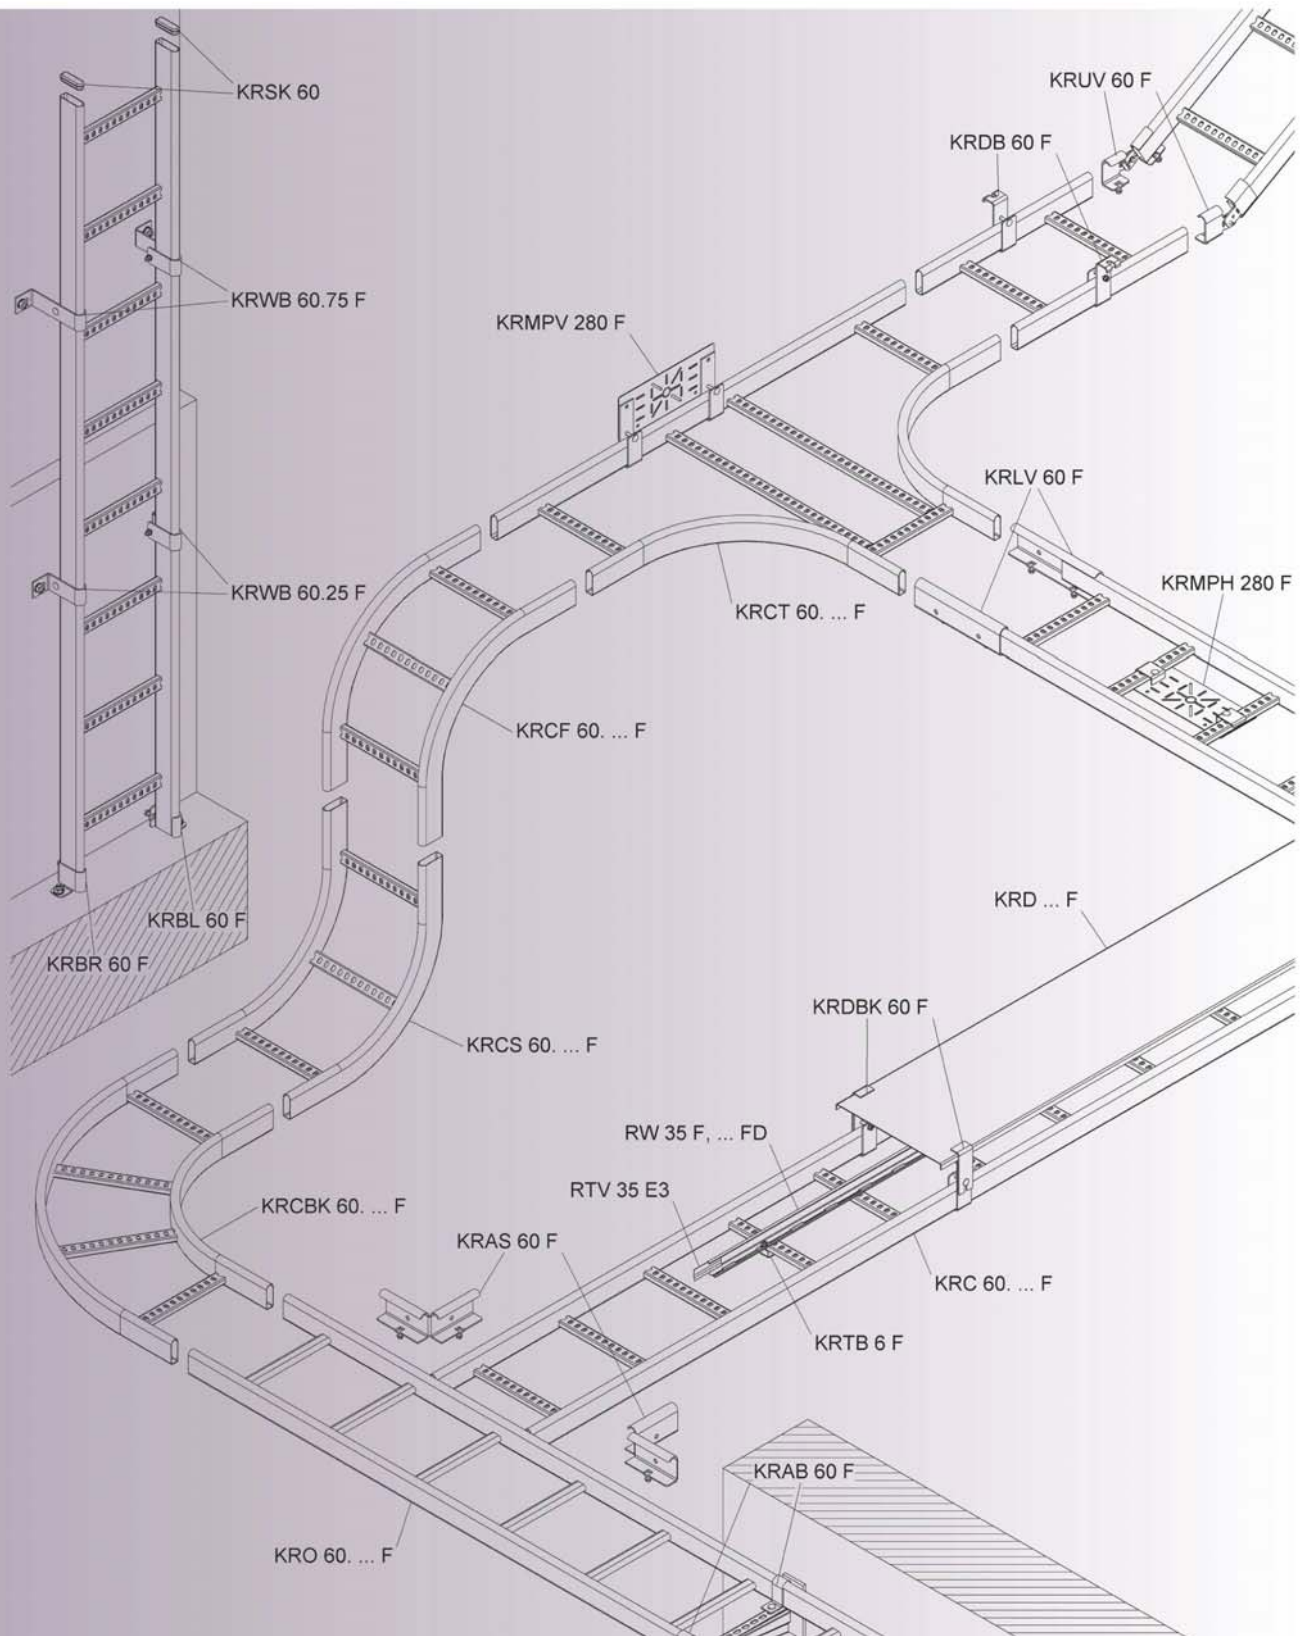 KRSK 60
KRUV 60 F
KRDB 60 F
KRWB 60.75 F
KRMPV 280 F
KRLV 60 F
KRMPH 280 F
KRWB 60.25 F
KRCT 60. ... F
KRCF 60. ... F
KRD ... F
KRBL 60 F
KRBR 60 F
KRDBK 60 F
KRCS 60. ... F
RW 35 F, ... FD
RTV 35 E3
KRCBK 60. ... F
KRAS 60 F
KRC 60. ... F
KRTB 6 F
KRAB 60 F
KRO 60. ... F